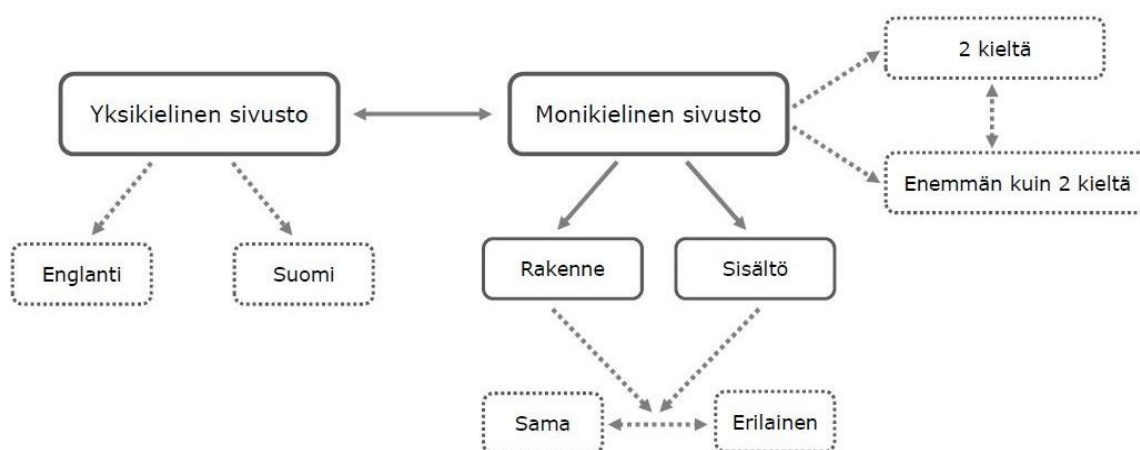 2 kieltä
Yksikielinen sivusto
Monikielinen sivusto
Enemmän kuin 2 kieltä
Englanti
Suomi
Rakenne
Sisältö
Sama
Erilainen